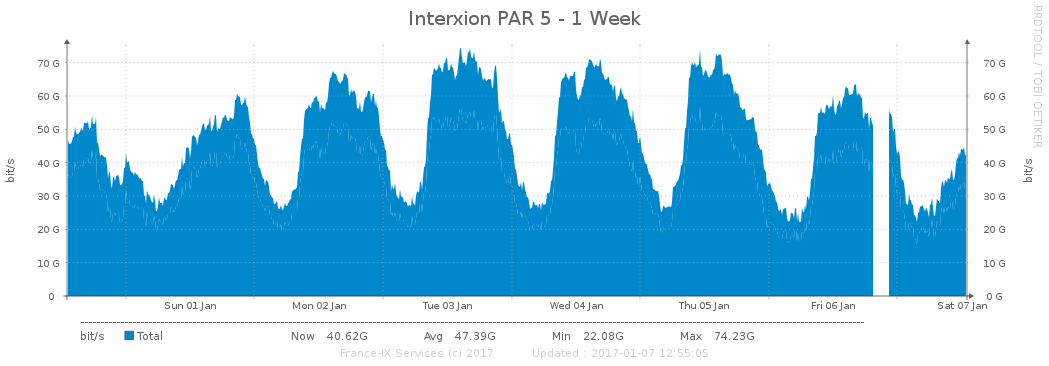 Interxion PAR 5 - 1 Week
RRDTOOL / TOBI OETIKER
bit/s
70 G 70 G
60 G 60 G
50 G 50 G
40 G 40 G
30 G 30 G
20 G 20 G
10 G 10 G
0 0 G
bit/s
Sun 01 Jan Mon 02 Jan Tue 03 Jan Wed 04 Jan Thu 05 Jan Fri 06 Jan Sat 07 Jan
bit/s Total Now 40.62G Avg 47.39G Min 22.08G Max 74.23G
France-IX Services (c) 2017 Updated : 2017-01-07 12:55:05